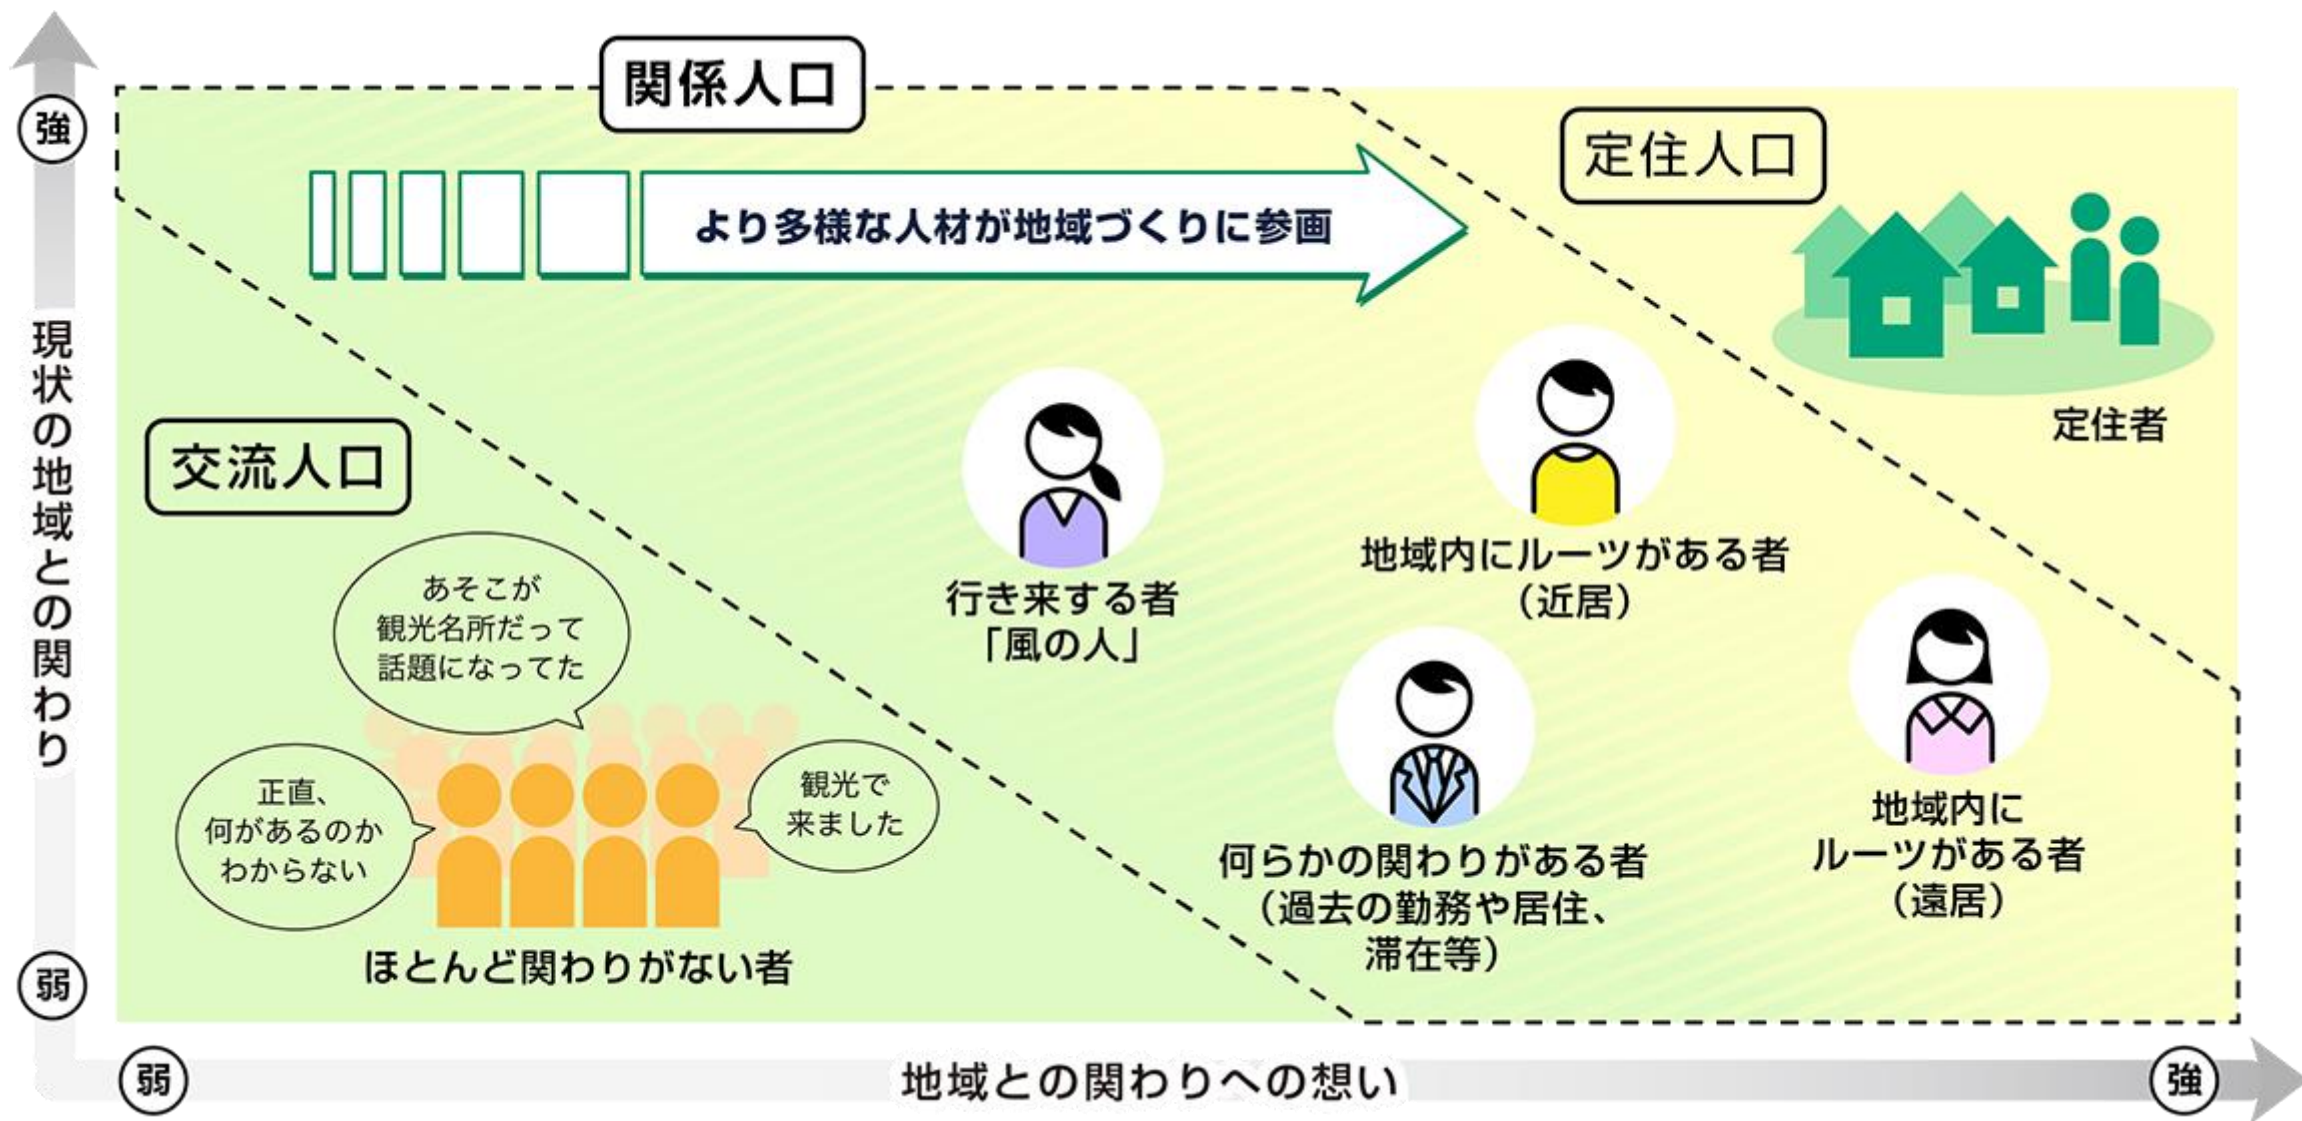 関係人口
強
定住人口
より多様な人材が地域づくりに参画
現状の地域との関わり
定住者
交流人口
行き来する者
「風の人」
地域内にルーツがある者
（近居）
あそこが
観光名所だって
話題になってた
正直、
何があるのか
わからない
観光で
来ました
ほとんど関わりがない者
何らかの関わりがある者
（過去の勤務や居住、
滞在等）
地域内に
ルーツがある者
（遠居）
弱
弱
地域との関わりへの想い
強